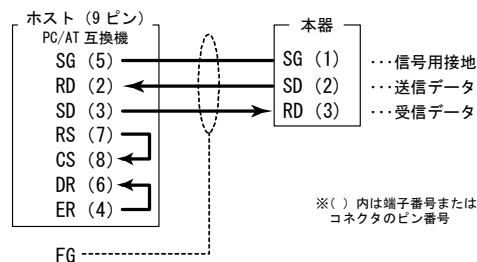 ホスト (9 ピン)
PC/AT 互換機
SG (5)
RD (2)
SD (3)
RS (7)
CS (8)
DR (6)
ER (4)
FG
本器
SG (1) ･･･信号用接地
SD (2) ･･･送信データ
RD (3) ･･･受信データ
※( ) 内は端子番号または
コネクタのピン番号